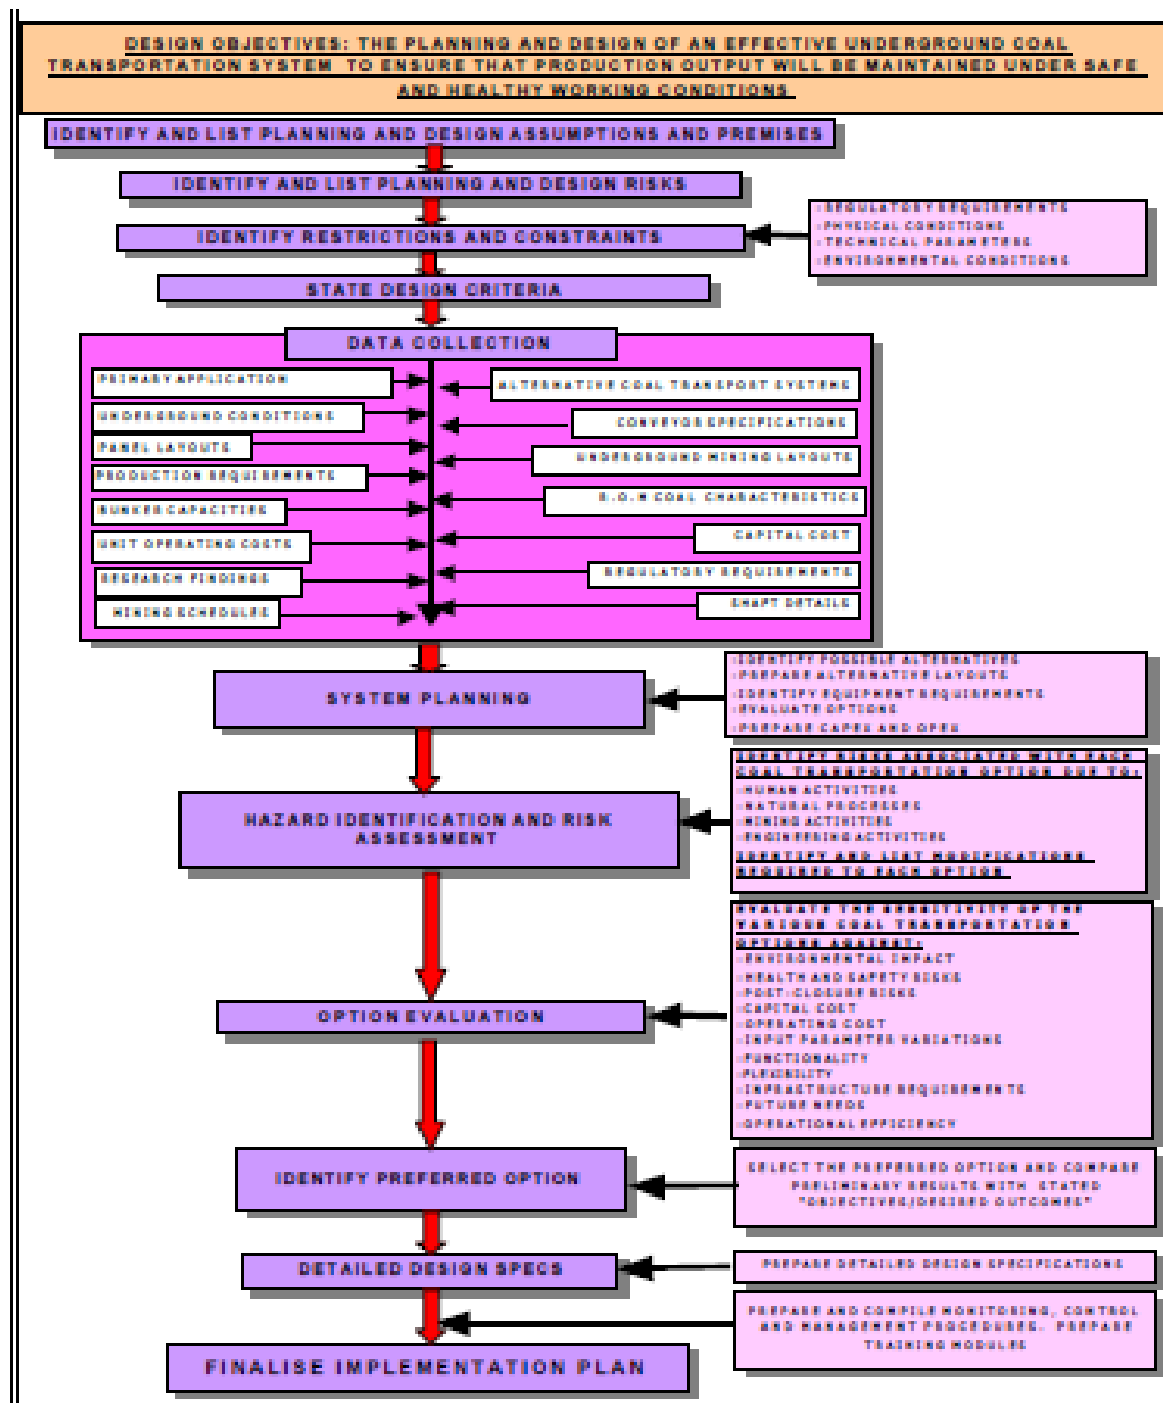 DESIGN OBJECTIVES: THE PLANNING AND DESIGN OF AN EFFECTIVE UNDERGROUND COAL
TRANSPORTATION SYSTEM TO ENSURE THAT PRODUCTION OUTPUT WILL BE MAINTAINED UNDER SAFE
AND HEALTHY WORKING CONDITIONS.
IDENTIFY AND LIST PLANNING AND DESIGN ASSUMPTIONS AND PREMISES
IDENTIFY AND LIST PLANNING AND DESIGN RISKS
IDENTIFY RESTRICTIONS AND CONSTRAINTS
-REGULATORY REQUIREMENTS
-PHYSICAL CONDITIONS
-TECHNICAL PARAMETERS
-ENVIRONMENTAL CONDITIONS
STATE DESIGN CRITERIA
DATA COLLECTION
PRIMARY APPLICATION
UNDERGROUND CONDITIONS
PANEL LAYOUTS
PRODUCTION REQUIREMENTS
BUNKER CAPACITIES
UNIT OPERATING COSTS
RESEARCH FINDINGS
MINING SCHEDULES
ALTERNATIVE COAL TRANSPORT SYSTEMS
CONVEYOR SPECIFICATIONS
UNDERGROUND MINING LAYOUTS
R.O.M COAL CHARACTERISTICS
CAPITAL COST
REGULATORY REQUIREMENTS
SHAFT DETAILS
SYSTEM PLANNING
-IDENTIFY POSSIBLE ALTERNATIVES
-PREPARE ALTERNATIVE LAYOUTS
-IDENTIFY EQUIPMENT REQUIREMENTS
-EVALUATE OPTIONS
-PREPARE CAPEX AND OPEX
HAZARD IDENTIFICATION AND RISK
ASSESSMENT
IDENTIFY RISKS ASSOCIATED WITH EACH
COAL TRANSPORTATION OPTION DUE TO:
-HUMAN ACTIVITIES
-NATURAL PROCESSES
-MINING ACTIVITIES
-ENGINEERING ACTIVITIES
IDENTIFY AND LIST MODIFICATIONS
REQUIRED TO EACH OPTION.
OPTION EVALUATION
EVALUATE THE SENSITIVITY OF THE
VARIOUS COAL TRANSPORTATION
OPTIONS AGAINST:
-ENVIRONMENTAL IMPACT
-HEALTH AND SAFETY RISKS
-POST-CLOSURE RISKS
-CAPITAL COST
-OPERATING COST
-INPUT PARAMETER VARIATIONS
-FUNCTIONALITY
-FLEXIBILITY
-INFRASTRUCTURE REQUIREMENTS
-FUTURE NEEDS
-OPERATIONAL EFFICIENCY
IDENTIFY PREFERRED OPTION
SELECT THE PREFERRED OPTION AND COMPARE
PRELIMINARY RESULTS WITH STATED
"OBJECTIVES/DESIRED OUTCOMES"
DETAILED DESIGN SPECS
PREPARE DETAILED DESIGN SPECIFICATIONS
PREPARE AND COMPILE MONITORING, CONTROL
AND MANAGEMENT PROCEDURES. PREPARE
TRAINING MODULES
FINALISE IMPLEMENTATION PLAN